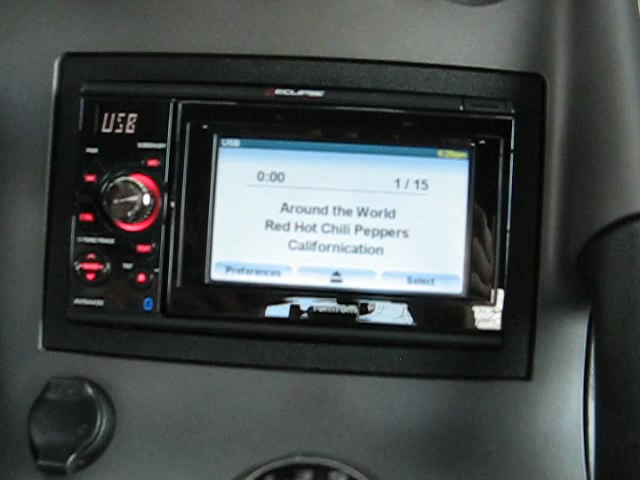 ECLIPSE
USB
USB
0:00
1 / 15
Around the World
Red Hot Chili Peppers
Californication
Preferences
Select